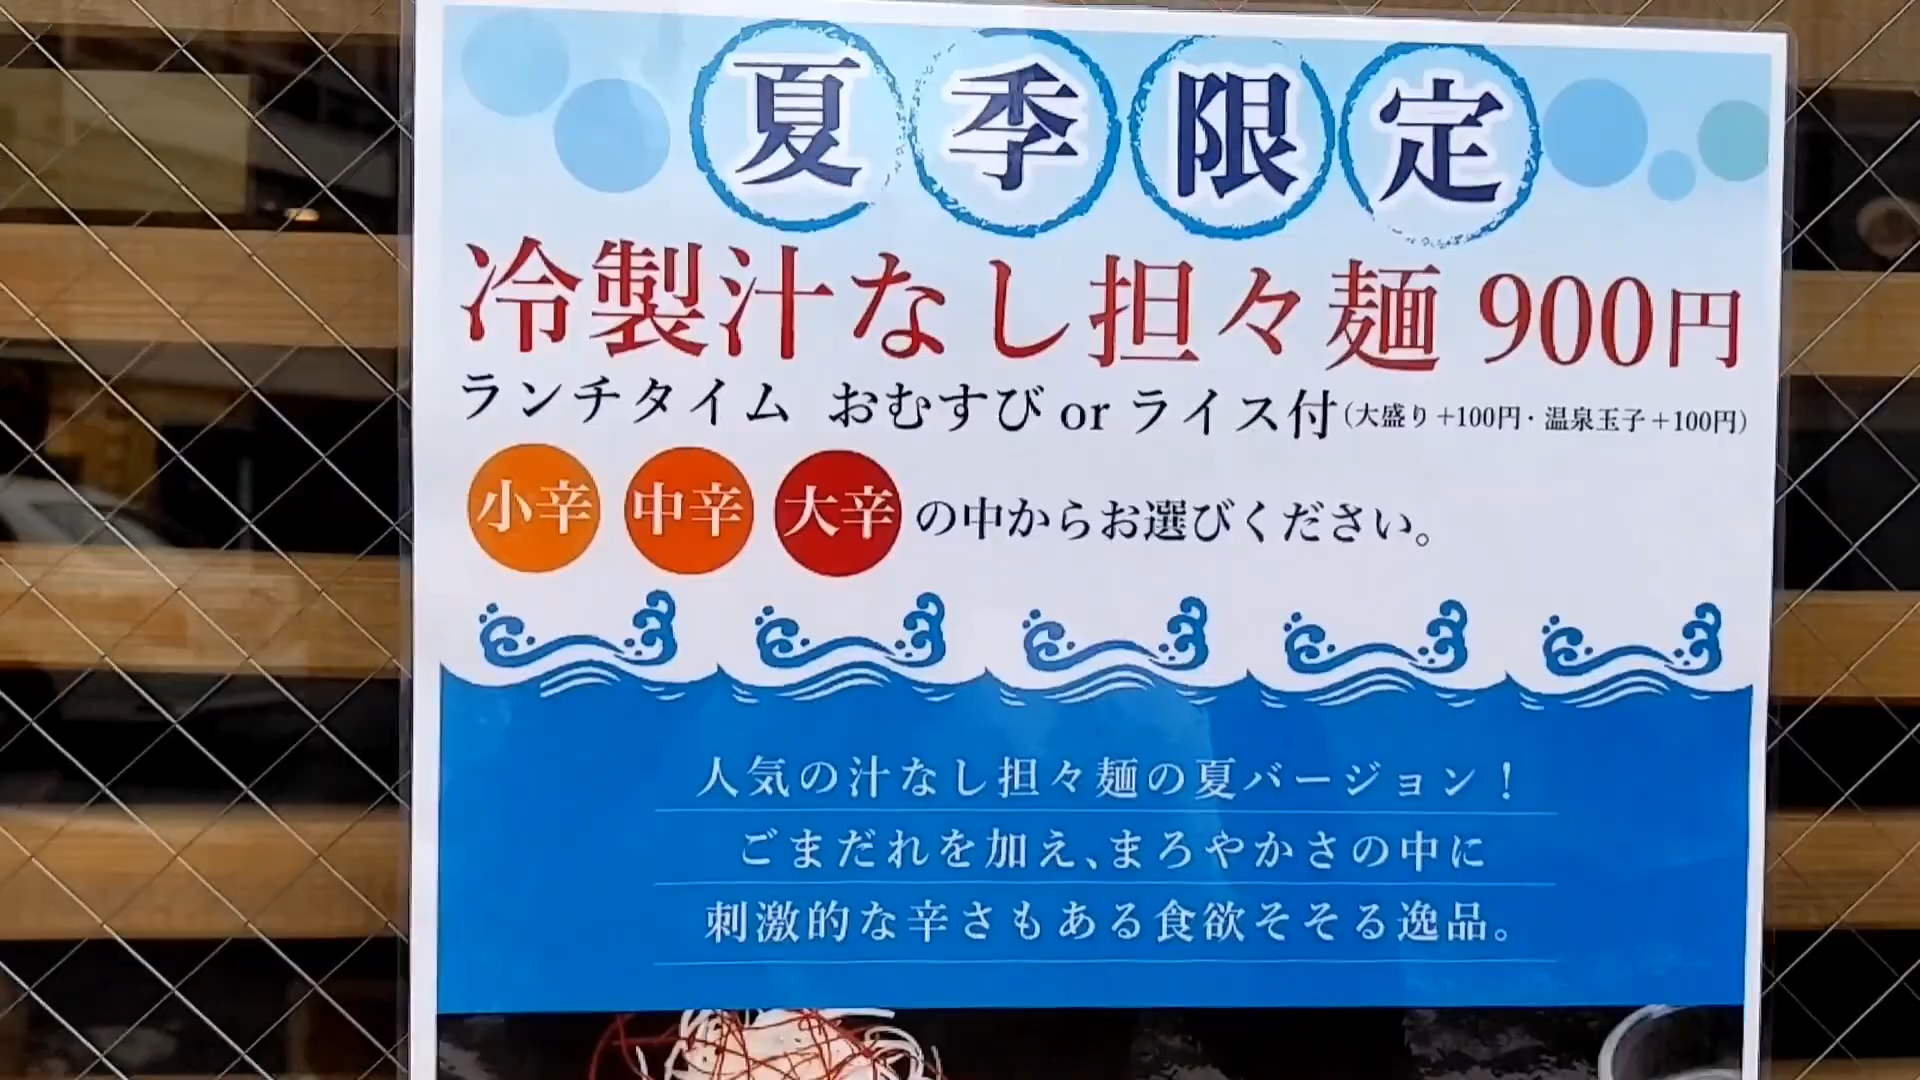 夏季限定
冷製汁なし担々麺 900円
ランチタイム おむすび or ライス付(大盛り+100円・温泉玉子+100円)
小辛 中辛 大辛 の中からお選びください。
人気の汁なし担々麺の夏バージョン!
ごまだれを加え、まろやかさの中に
刺激的な辛さもある食欲そそる逸品。